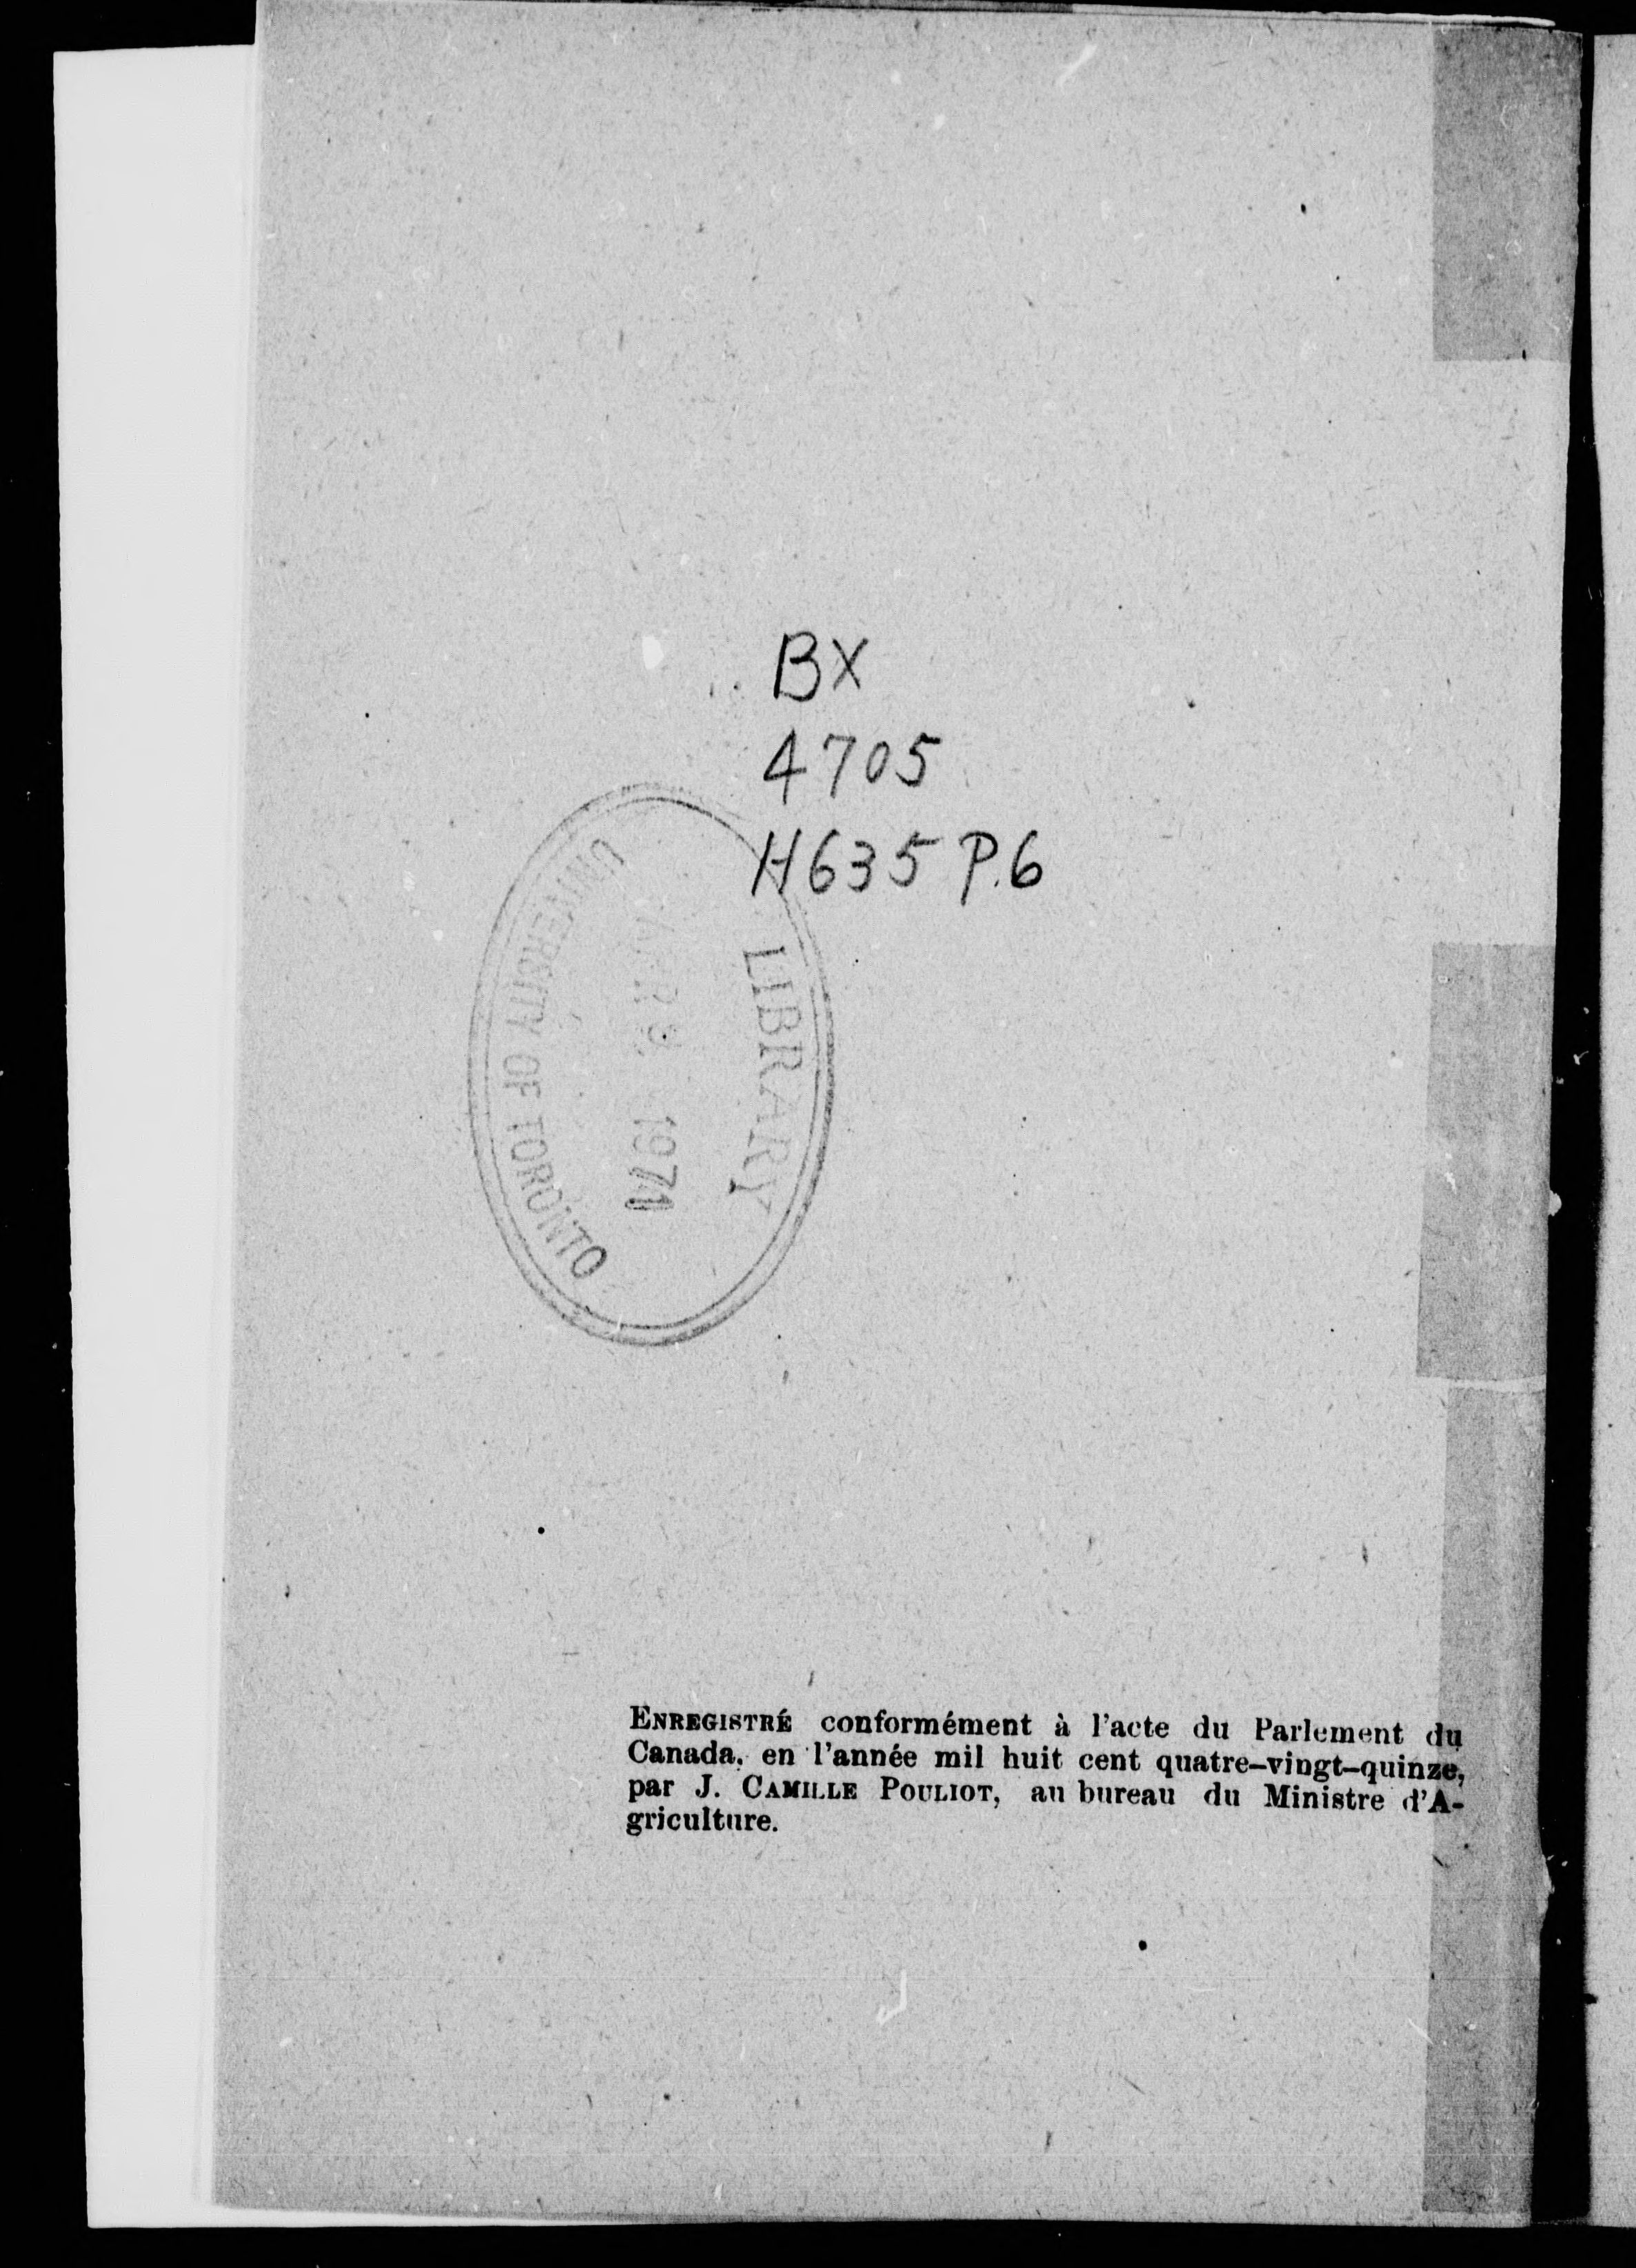 BX
4705
H635 P.6
LIBRARY
1971
UNIVERSITY OF TORONTO
ENREGISTRÉ conformément à l'acte du Parlement du
Canada, en l'année mil huit cent quatre-vingt-quinze,
par J. CAMILLE POULIOT, au bureau du Ministre d'A-
griculture.